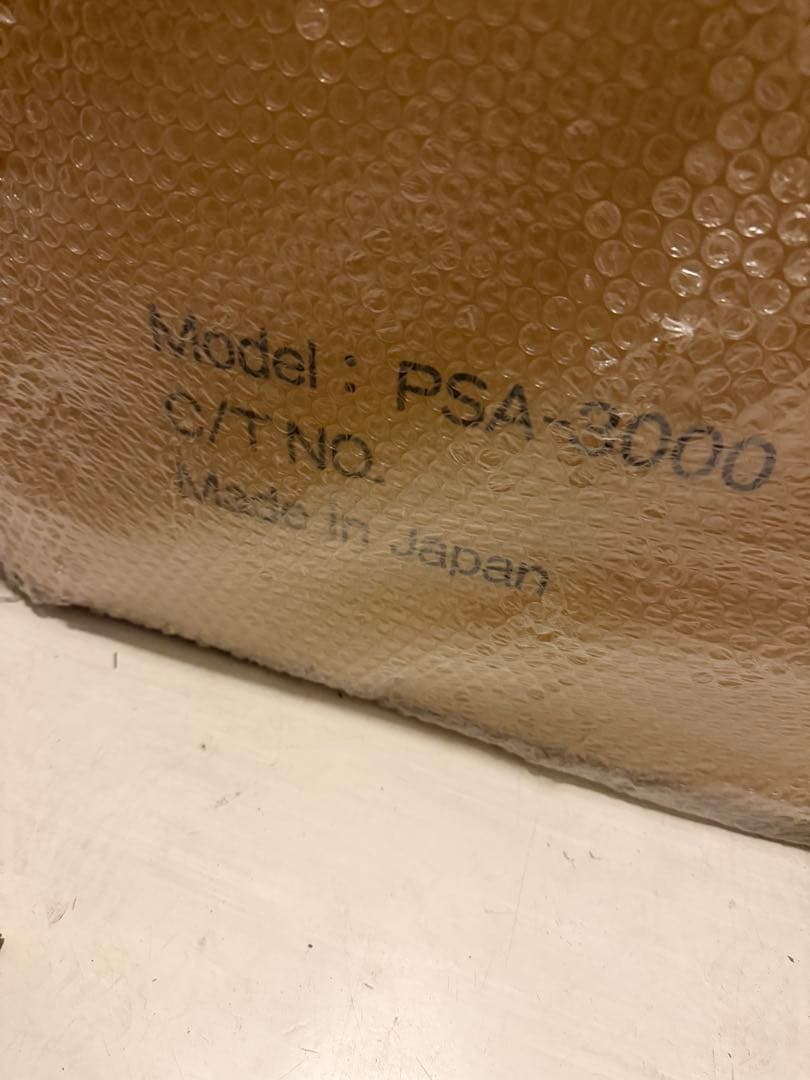 Model : PSA-3000
C/T NO.
Made in Japan